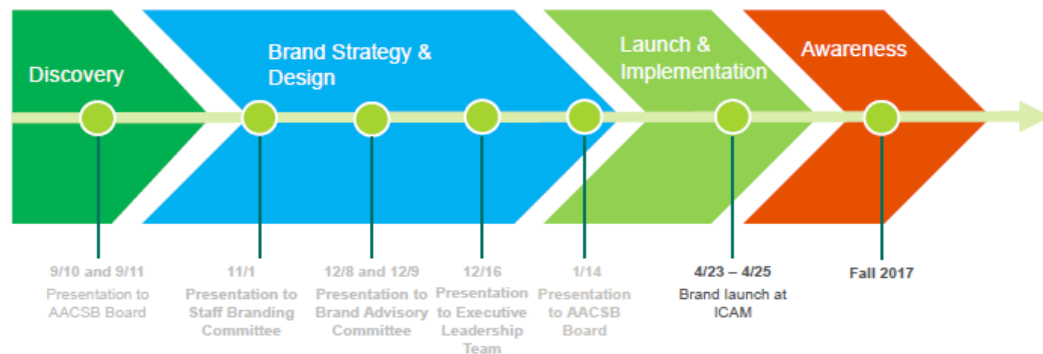 Discovery
Brand Strategy &
Design
Launch &
Implementation
Awareness
9/10 and 9/11
Presentation to
AACSB Board
11/1
Presentation to
Staff Branding
Committee
12/8 and 12/9
Presentation to
Brand Advisory
Committee
12/16
Presentation
to Executive
Leadership
Team
1/14
Presentation
to AACSB
Board
4/23 – 4/25
Brand launch at
ICAM
Fall 2017